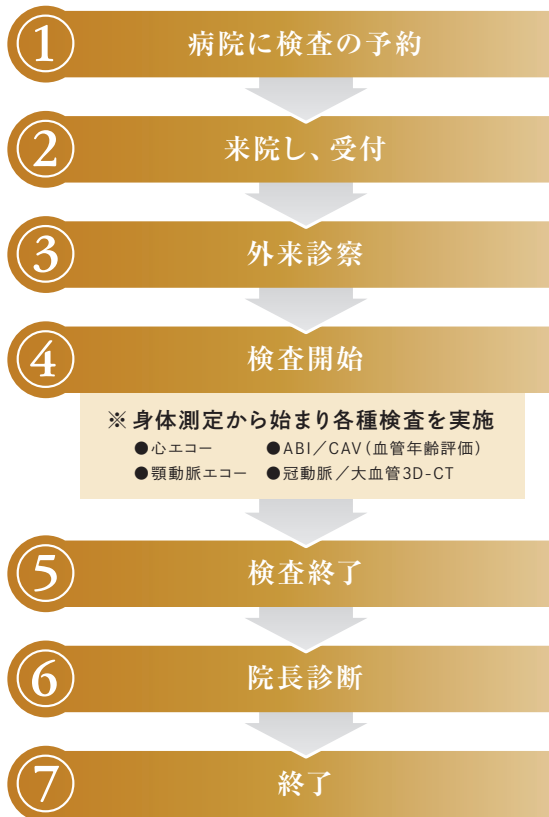 ① 病院に検査の予約
② 来院し、受付
③ 外来診察
④ 検査開始
※身体測定から始まり各種検査を実施
●心エコー ●ABI/CAV(血管年齢評価)
●顎動脈エコー ●冠動脈/大血管3D-CT
⑤ 検査終了
⑥ 院長診断
⑦ 終了